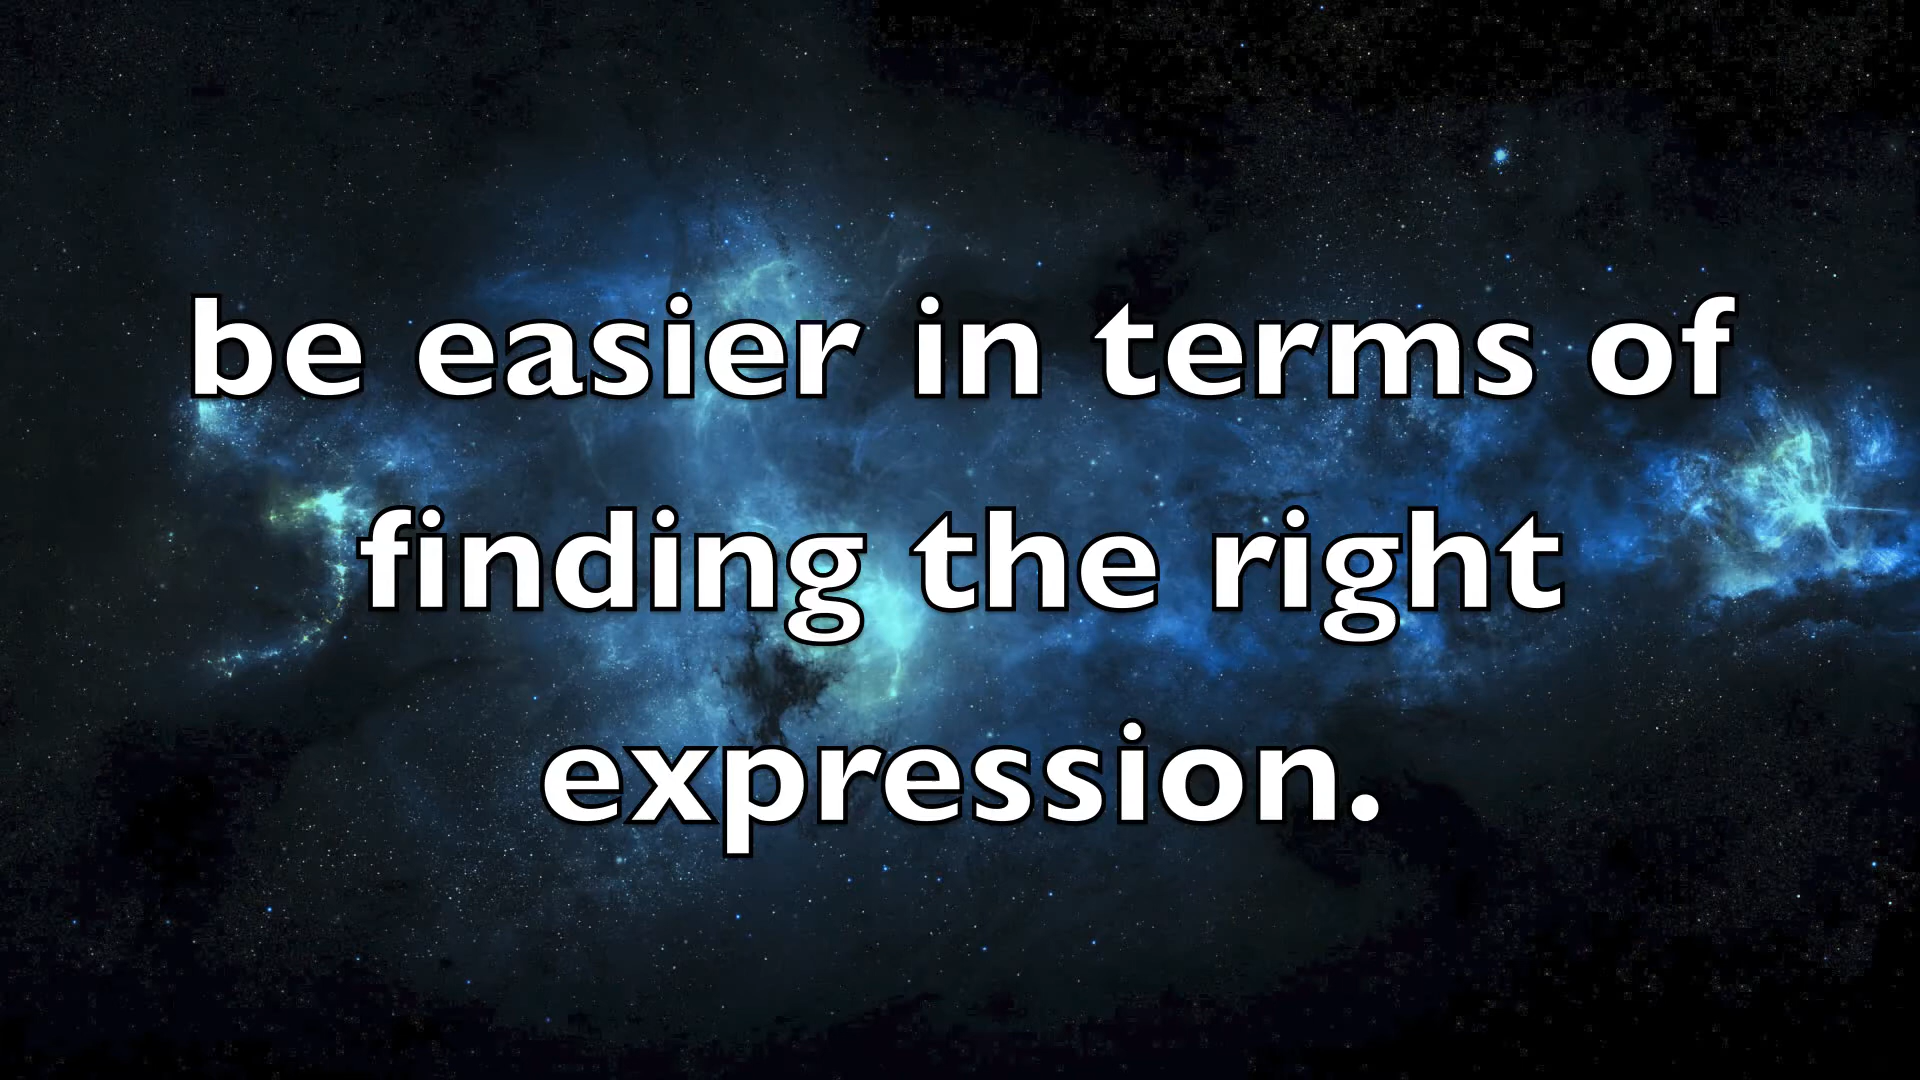 be easier in terms of
finding the right
expression.